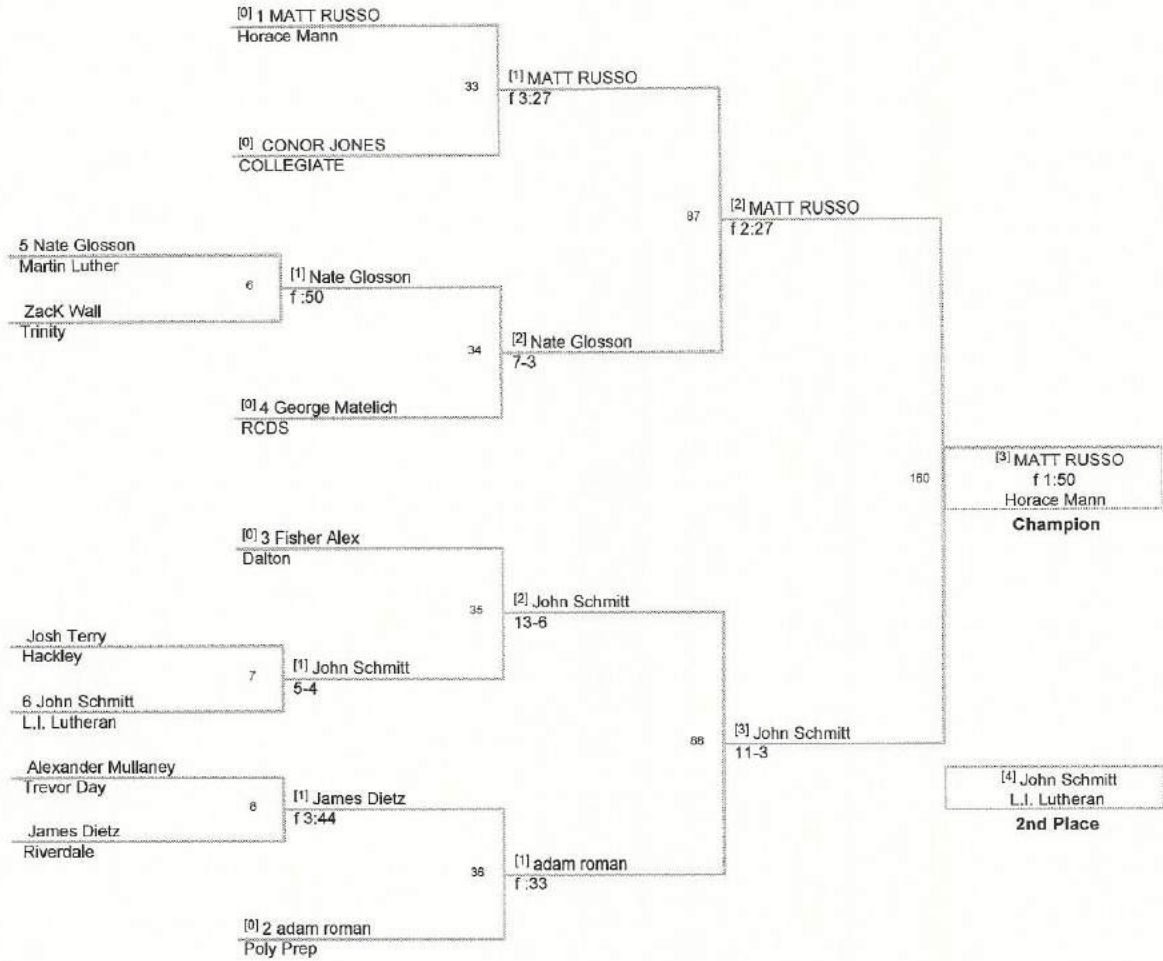 [0] 1 MATT RUSSO
Horace Mann
33
[1] MATT RUSSO
f 3:27
[0] CONOR JONES
COLLEGIATE
87
[2] MATT RUSSO
f 2:27
5 Nate Glosson
Martin Luther
6
[1] Nate Glosson
f :50
ZacK Wall
Trinity
34
[2] Nate Glosson
7-3
[0] 4 George Matelich
RCDS
160
[3] MATT RUSSO
f 1:50
Horace Mann
Champion
[0] 3 Fisher Alex
Dalton
35
[2] John Schmitt
13-6
Josh Terry
Hackley
7
[1] John Schmitt
5-4
6 John Schmitt
L.I. Lutheran
88
[3] John Schmitt
11-3
Alexander Mullaney
Trevor Day
8
[1] James Dietz
f 3:44
James Dietz
Riverdale
36
[1] adam roman
f :33
[0] 2 adam roman
Poly Prep
[4] John Schmitt
L.I. Lutheran
2nd Place